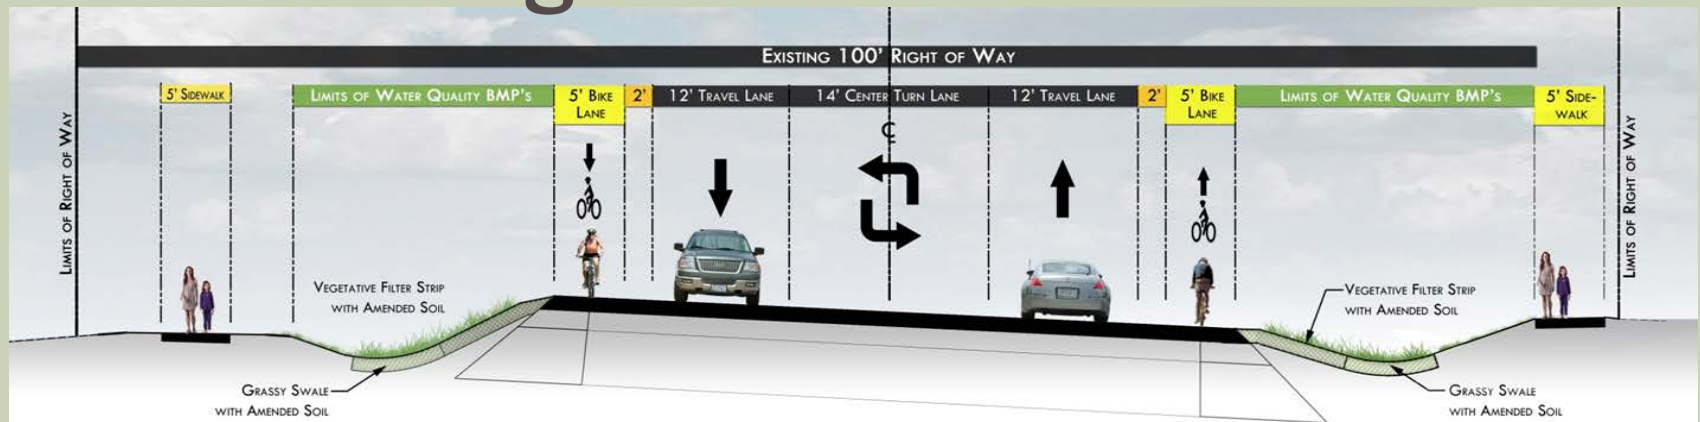 EXISTING 100' RIGHT OF WAY
5' SIDEWALK
LIMITS OF WATER QUALITY BMP'S
5' BIKE
LANE
2'
12' TRAVEL LANE
14' CENTER TURN LANE
12' TRAVEL LANE
2'
5' BIKE
LANE
LIMITS OF WATER QUALITY BMP'S
5' SIDE-
WALK
LIMITS OF RIGHT OF WAY
LIMITS OF RIGHT OF WAY
VEGETATIVE FILTER STRIP
WITH AMENDED SOIL
VEGETATIVE FILTER STRIP
WITH AMENDED SOIL
GRASSY SWALE
WITH AMENDED SOIL
GRASSY SWALE
WITH AMENDED SOIL